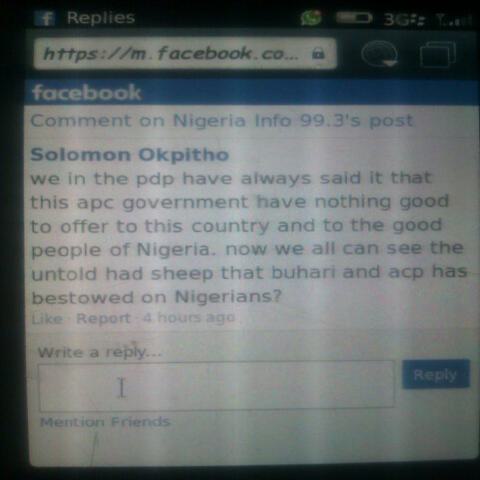 Replies
3G
https://m.facebook.co...
facebook
Comment on Nigeria Info 99.3's post
Solomon Okpitho
we in the pdp have always said it that
this apc government have nothing good
to offer to this country and to the good
people of Nigeria. now we all can see the
untold had sheep that buhari and acp has
bestowed on Nigerians?
Like · Report · 4 hours ago
Write a reply...
Reply
Mention Friends